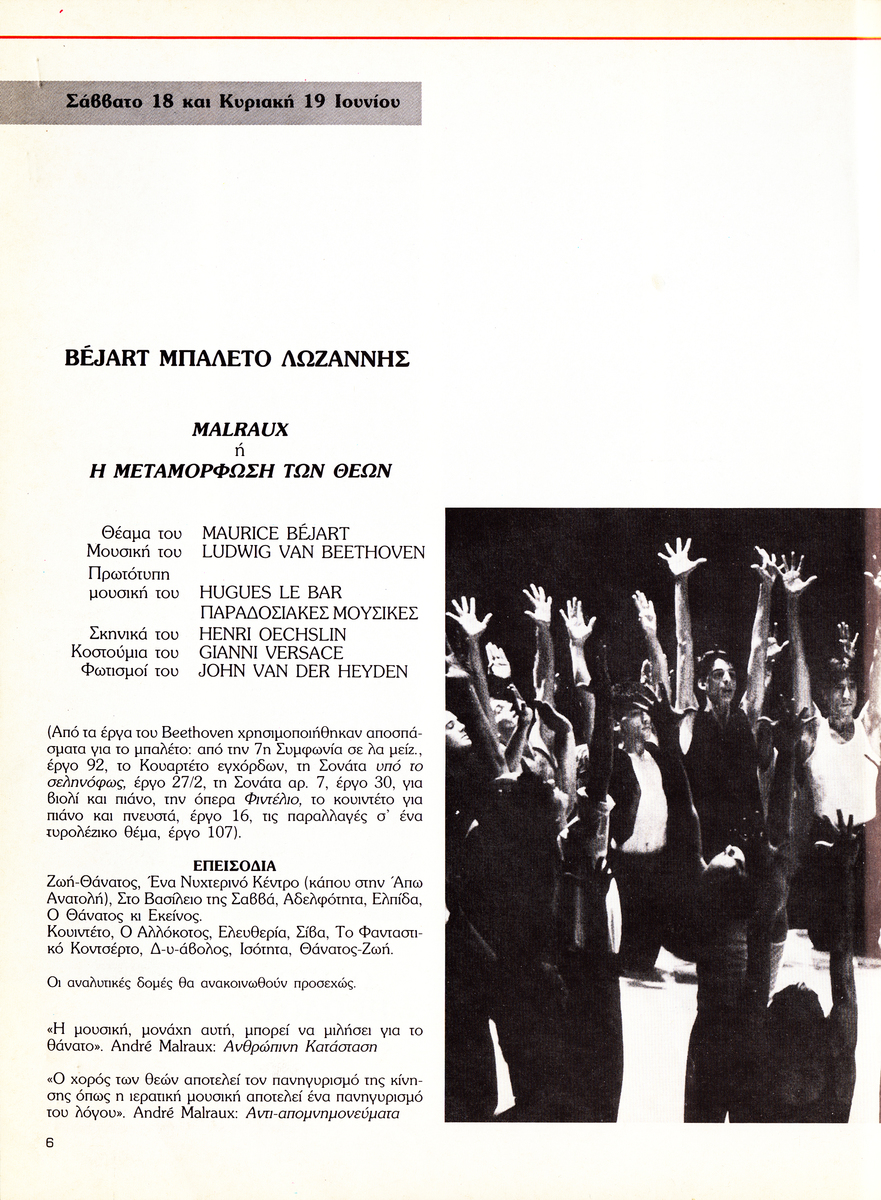 Σάββατο 18 και Κυριακή 19 Ιουνίου
BÉJART ΜΠΑΛΕΤΟ ΛΩΖΑΝΝΗΣ
MALRAUX
ή
Η ΜΕΤΑΜΟΡΦΩΣΗ ΤΩΝ ΘΕΩΝ
Θέαμα του MAURICE BÉJART
Μουσική του LUDWIG VAN BEETHOVEN
Πρωτότυπη
μουσική του HUGUES LE BAR
ΠΑΡΑΔΟΣΙΑΚΕΣ ΜΟΥΣΙΚΕΣ
Σκηνικά του HENRI OECHSLIN
Κοστούμια του GIANNI VERSACE
Φωτισμοί του JOHN VAN DER HEYDEN
(Από τα έργα του Beethoven χρησιμοποιήθηκαν αποσπά-
σματα για το μπαλέτο: από την 7η Συμφωνία σε λα μείζ.,
έργο 92, το Κουαρτέτο εγχόρδων, τη Σονάτα υπό το
σεληνόφως, έργο 27/2, τη Σονάτα αρ. 7, έργο 30, για
βιολί και πιάνο, την όπερα Φιντέλιο, το κουιντέτο για
πιάνο και πνευστά, έργο 16, τις παραλλαγές σ' ένα
τυρολέζικο θέμα, έργο 107).
ΕΠΕΙΣΟΔΙΑ
Ζωή-Θάνατος, Ένα Νυχτερινό Κέντρο (κάπου στην Άπω
Ανατολή), Στο Βασίλειο της Σαββά, Αδελφότητα, Ελπίδα,
Ο Θάνατος κι Εκείνος.
Κουιντέτο, Ο Αλλόκοτος, Ελευθερία, Σίβα, Το Φανταστι-
κό Κοντσέρτο, Δ-υ-άβολος, Ισότητα, Θάνατος-Ζωή.
Οι αναλυτικές δομές θα ανακοινωθούν προσεχώς.
«Η μουσική, μονάχη αυτή, μπορεί να μιλήσει για το
θάνατο». André Malraux: Ανθρώπινη Κατάσταση
«Ο χορός των θεών αποτελεί τον πανηγυρισμό της κίνη-
σης όπως η ιερατική μουσική αποτελεί ένα πανηγυρισμό
του λόγου». André Malraux: Αντι-απομνημονεύματα
6